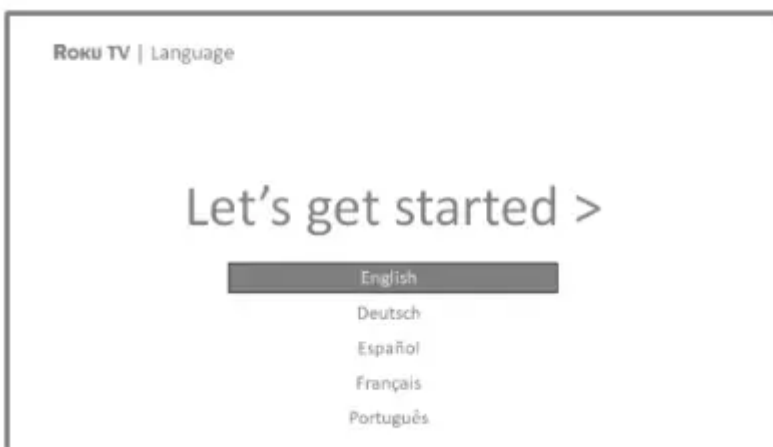 ROKU TV | Language
Let's get started >
English
Deutsch
Español
Français
Português